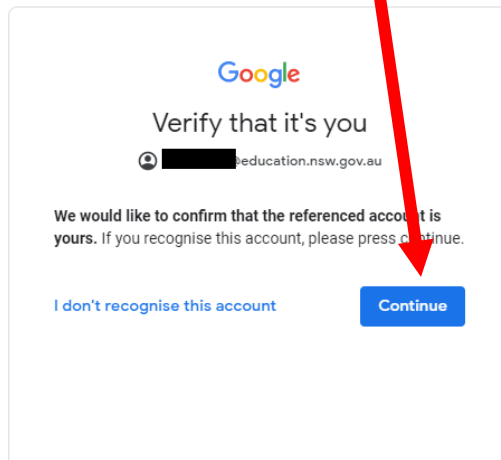 Google
Verify that it's you
@education.nsw.gov.au
We would like to confirm that the referenced account is
yours. If you recognise this account, please press continue.
I don't recognise this account
Continue